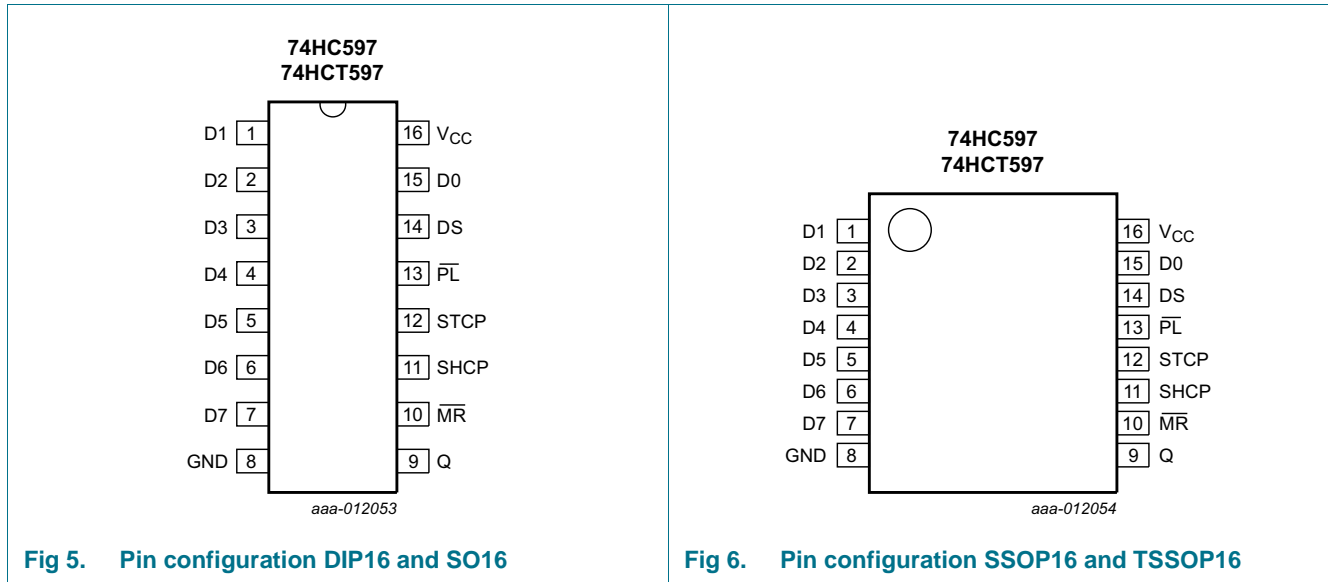 74HC597
74HCT597
D1 1 16 VCC
D2 2 15 D0
D3 3 14 DS
D4 4 13 P̅L̅
D5 5 12 STCP
D6 6 11 SHCP
D7 7 10 M̅R̅
GND 8 9 Q
aaa-012053
Fig 5. Pin configuration DIP16 and SO16
74HC597
74HCT597
D1 1 16 VCC
D2 2 15 D0
D3 3 14 DS
D4 4 13 P̅L̅
D5 5 12 STCP
D6 6 11 SHCP
D7 7 10 M̅R̅
GND 8 9 Q
aaa-012054
Fig 6. Pin configuration SSOP16 and TSSOP16